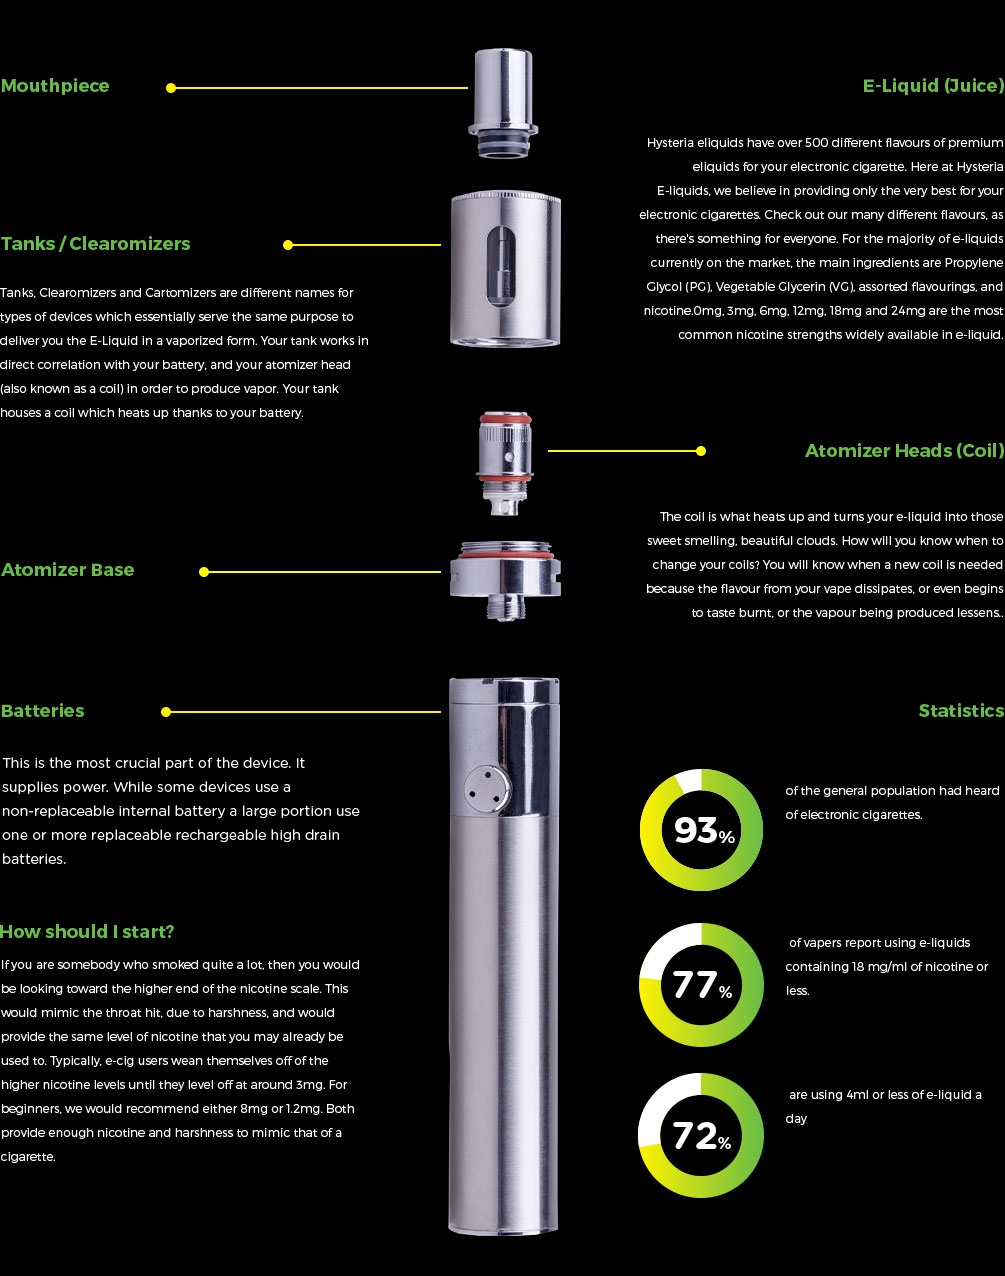 Mouthpiece
Tanks / Clearomizers
Tanks, Clearomizers and Cartomizers are different names for
types of devices which essentially serve the same purpose to
deliver you the E-Liquid in a vaporized form. Your tank works in
direct correlation with your battery, and your atomizer head
(also known as a coil) in order to produce vapor. Your tank
houses a coil which heats up thanks to your battery.
Atomizer Base
Batteries
This is the most crucial part of the device. It
supplies power. While some devices use a
non-replaceable internal battery a large portion use
one or more replaceable rechargeable high drain
batteries.
How should I start?
If you are somebody who smoked quite a lot, then you would
be looking toward the higher end of the nicotine scale. This
would mimic the throat hit, due to harshness, and would
provide the same level of nicotine that you may already be
used to. Typically, e-cig users wean themselves off of the
higher nicotine levels until they level off at around 3mg. For
beginners, we would recommend either 8mg or 1.2mg. Both
provide enough nicotine and harshness to mimic that of a
cigarette.
E-Liquid (Juice)
Hysteria eliquids have over 500 different flavours of premium
eliquids for your electronic cigarette. Here at Hysteria
E-liquids, we believe in providing only the very best for your
electronic cigarettes. Check out our many different flavours, as
there's something for everyone. For the majority of e-liquids
currently on the market, the main ingredients are Propylene
Glycol (PG), Vegetable Glycerin (VG), assorted flavourings, and
nicotine.0mg, 3mg, 6mg, 12mg, 18mg and 24mg are the most
common nicotine strengths widely available in e-liquid.
Atomizer Heads (Coil)
The coil is what heats up and turns your e-liquid into those
sweet smelling, beautiful clouds. How will you know when to
change your coils? You will know when a new coil is needed
because the flavour from your vape dissipates, or even begins
to taste burnt, or the vapour being produced lessens..
Statistics
93%
of the general population had heard
of electronic cigarettes.
77%
of vapers report using e-liquids
containing 18 mg/ml of nicotine or
less.
72%
are using 4ml or less of e-liquid a
day